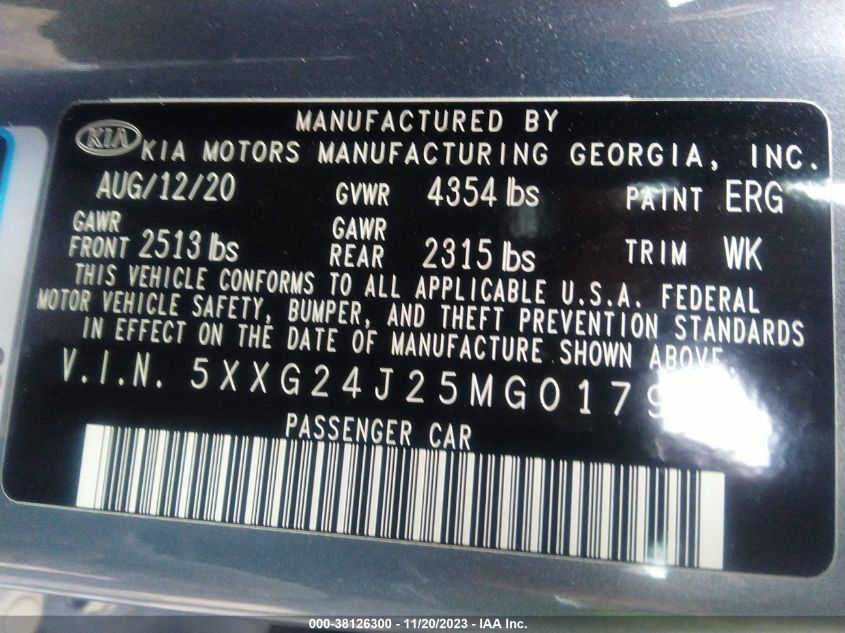 KIA
MANUFACTURED BY
KIA MOTORS MANUFACTURING GEORGIA, INC.
AUG/12/20 GVWR 4354 lbs PAINT ERG
GAWR FRONT 2513 lbs GAWR REAR 2315 lbs TRIM WK
THIS VEHICLE CONFORMS TO ALL APPLICABLE U.S.A. FEDERAL
MOTOR VEHICLE SAFETY, BUMPER, AND THEFT PREVENTION STANDARDS
IN EFFECT ON THE DATE OF MANUFACTURE SHOWN ABOVE.
V.I.N. 5XXG24J25MG0179
PASSENGER CAR
000-38126300 - 11/20/2023 - IAA Inc.